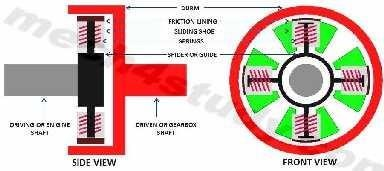 DURM
FRICTION LINING
SLIDING SHOE
SPRINGS
SPIDER OR GUIDE
DRIVING OR ENGINE
SHAFT
DRIVEN OR GEARBOX
SHAFT
SIDE VIEW
FRONT VIEW